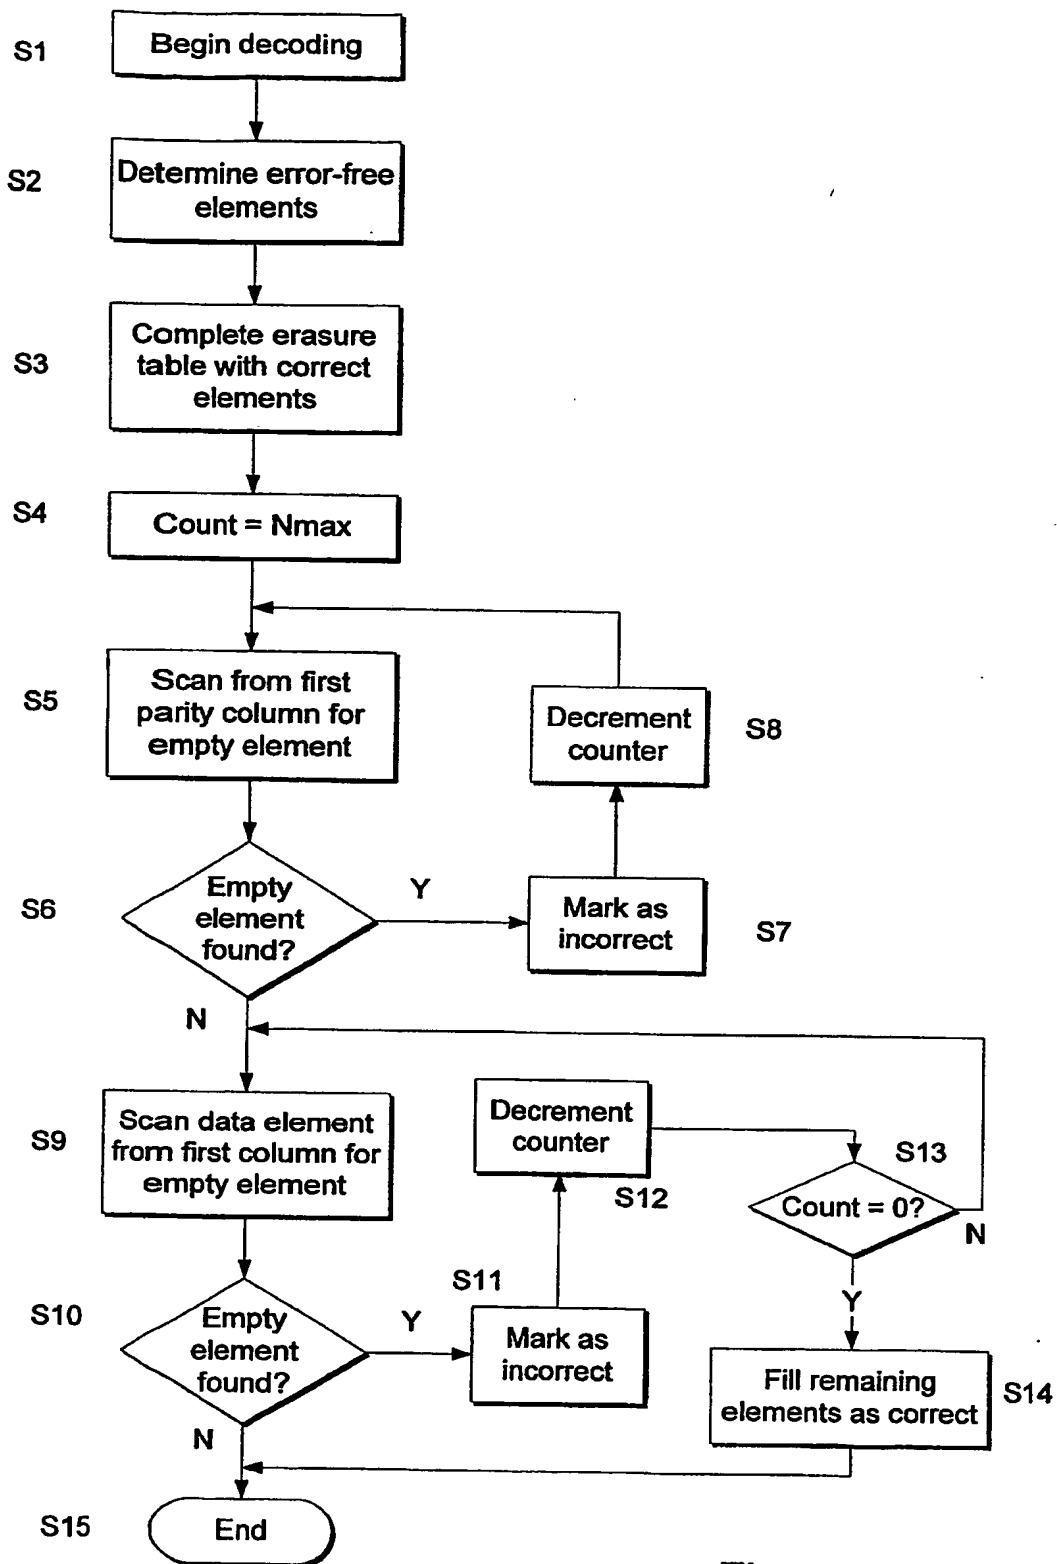 S1
Begin decoding
S2
Determine error-free
elements
S3
Complete erasure
table with correct
elements
S4
Count = Nmax
S5
Scan from first
parity column for
empty element
Decrement
counter
S8
S6
Empty
element
found?
Y
Mark as
incorrect
S7
N
S9
Scan data element
from first column for
empty element
Decrement
counter
S12
S13
Count = 0?
N
S10
Empty
element
found?
Y
S11
Mark as
incorrect
Y
Fill remaining
elements as correct
S14
N
S15
End